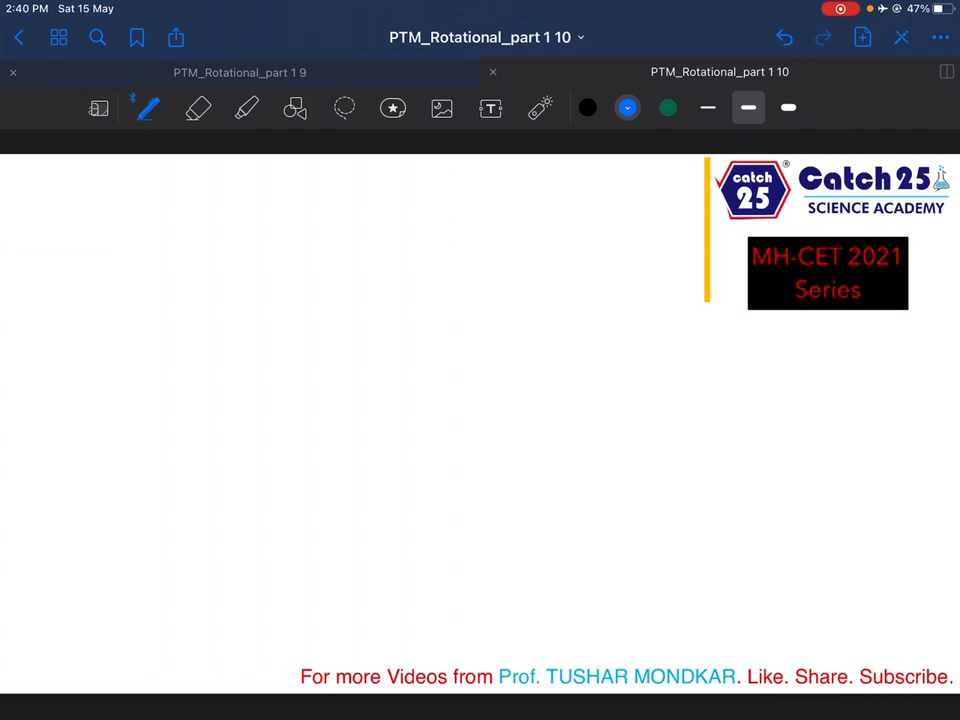 2:40 PM Sat 15 May
47%
PTM_Rotational_part 1 10
PTM_Rotational_part 1 9
PTM_Rotational_part 1 10
T
catch
25
®
Catch 25
SCIENCE ACADEMY
MH-CET 2021
Series
For more Videos from Prof. TUSHAR MONDKAR. Like. Share. Subscribe.